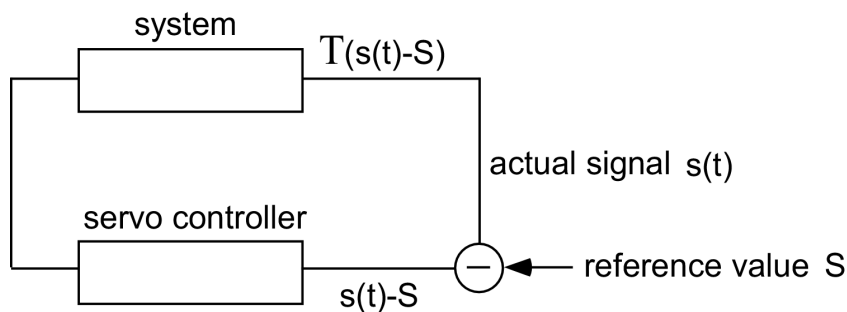 system
T(s(t)-S)
actual signal s(t)
servo controller
−
reference value S
s(t)-S